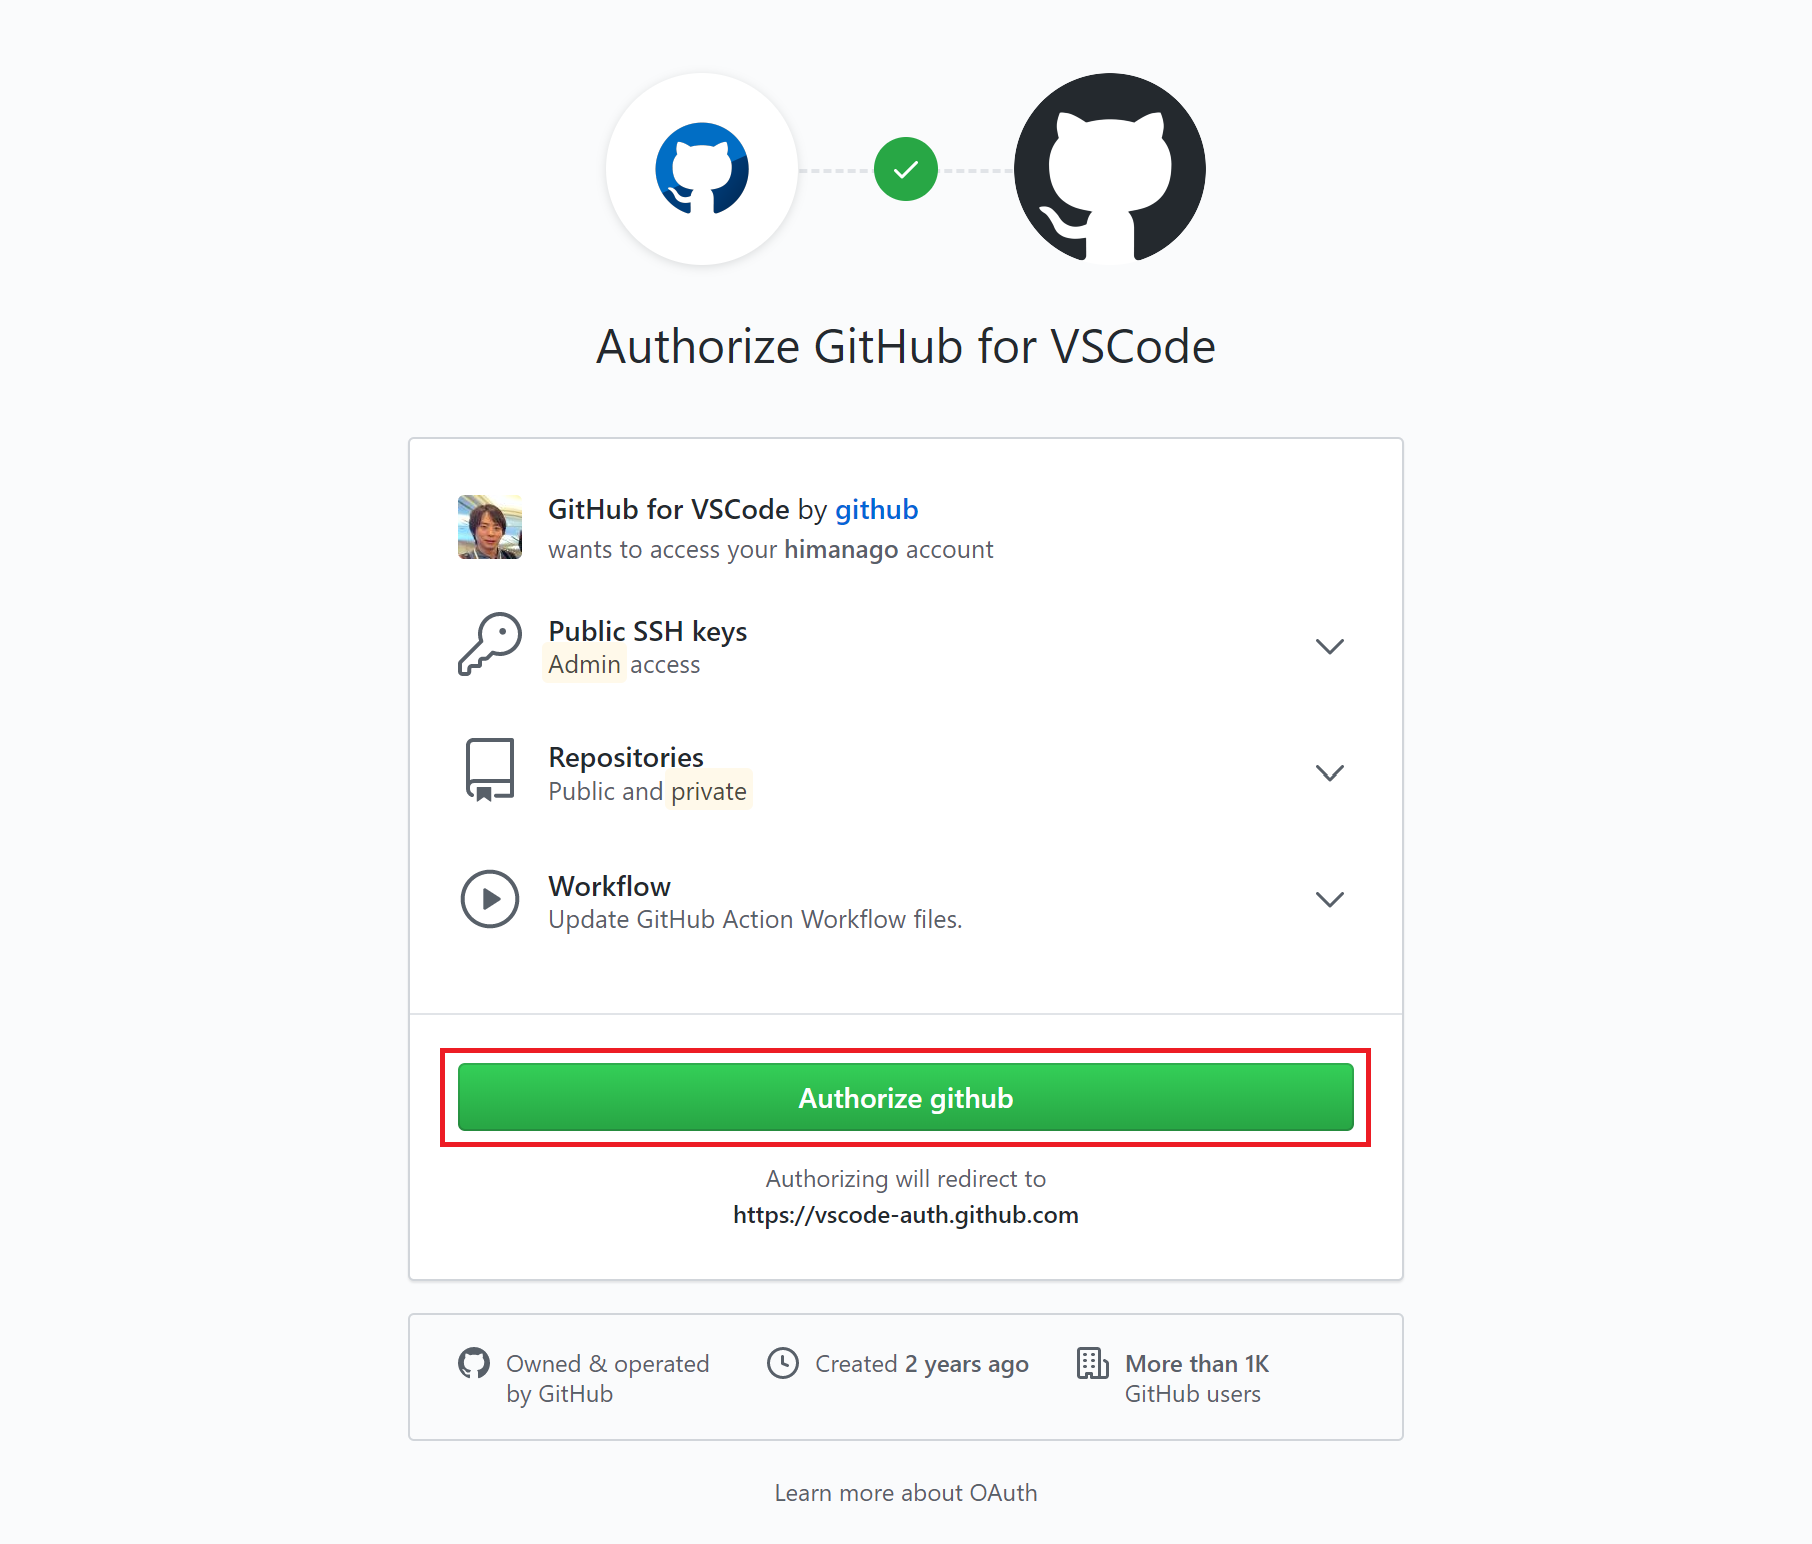 Authorize GitHub for VSCode
GitHub for VSCode by github
wants to access your himanago account
Public SSH keys
Admin access
Repositories
Public and private
Workflow
Update GitHub Action Workflow files.
Authorize github
Authorizing will redirect to
https://vscode-auth.github.com
Owned & operated
by GitHub
Created 2 years ago
More than 1K
GitHub users
Learn more about OAuth